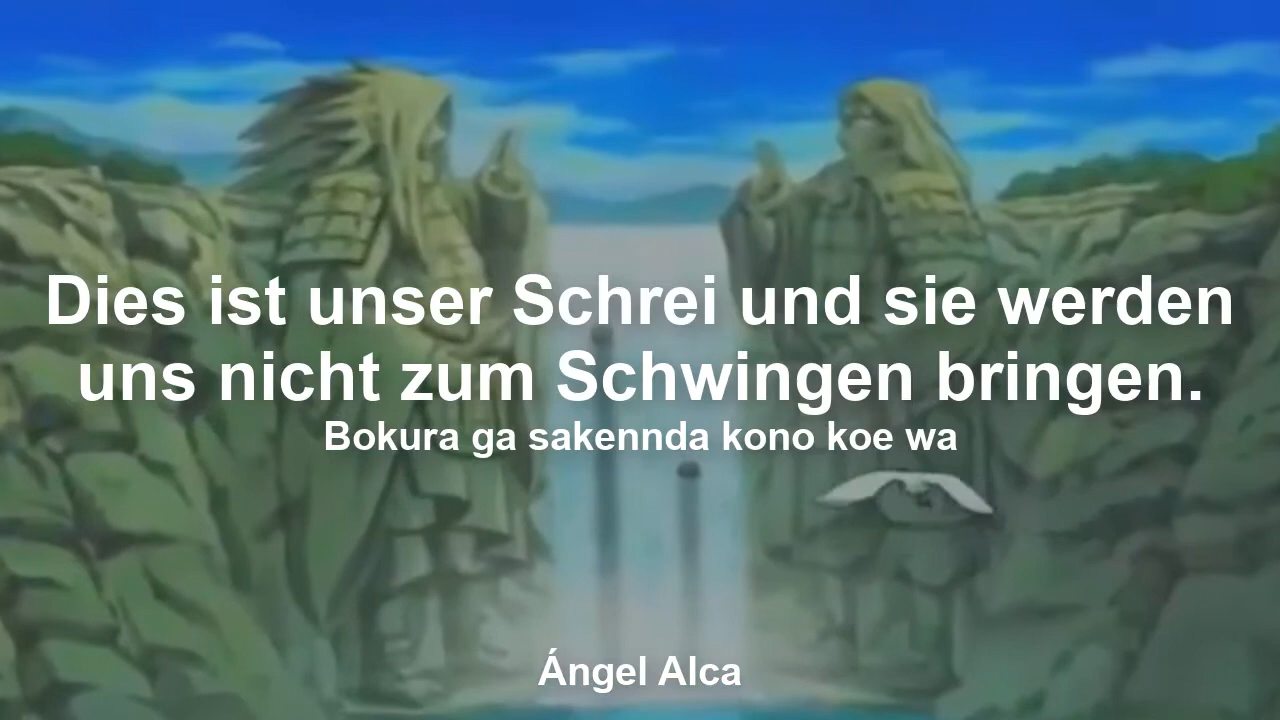 Dies ist unser Schrei und sie werden
uns nicht zum Schwingen bringen.
Bokura ga sakennda kono koe wa
Ángel Alca